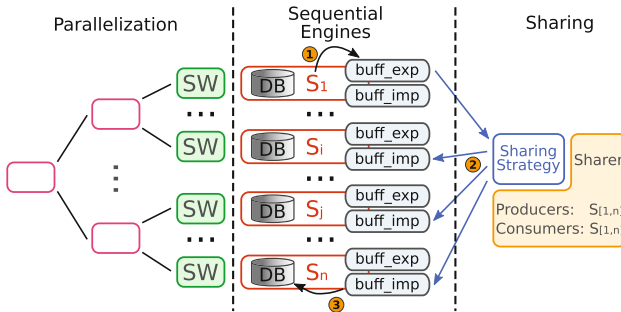 Parallelization
Sequential
Engines
Sharing
SW
...
SW
...
SW
...
SW
1
DB S1 buff_exp
buff_imp
...
DB Si buff_exp
buff_imp
...
DB Sj buff_exp
buff_imp
...
DB Sn buff_exp
buff_imp
3
2
Sharing
Strategy
Sharer
Producers: S[1,n]
Consumers: S[1,n]